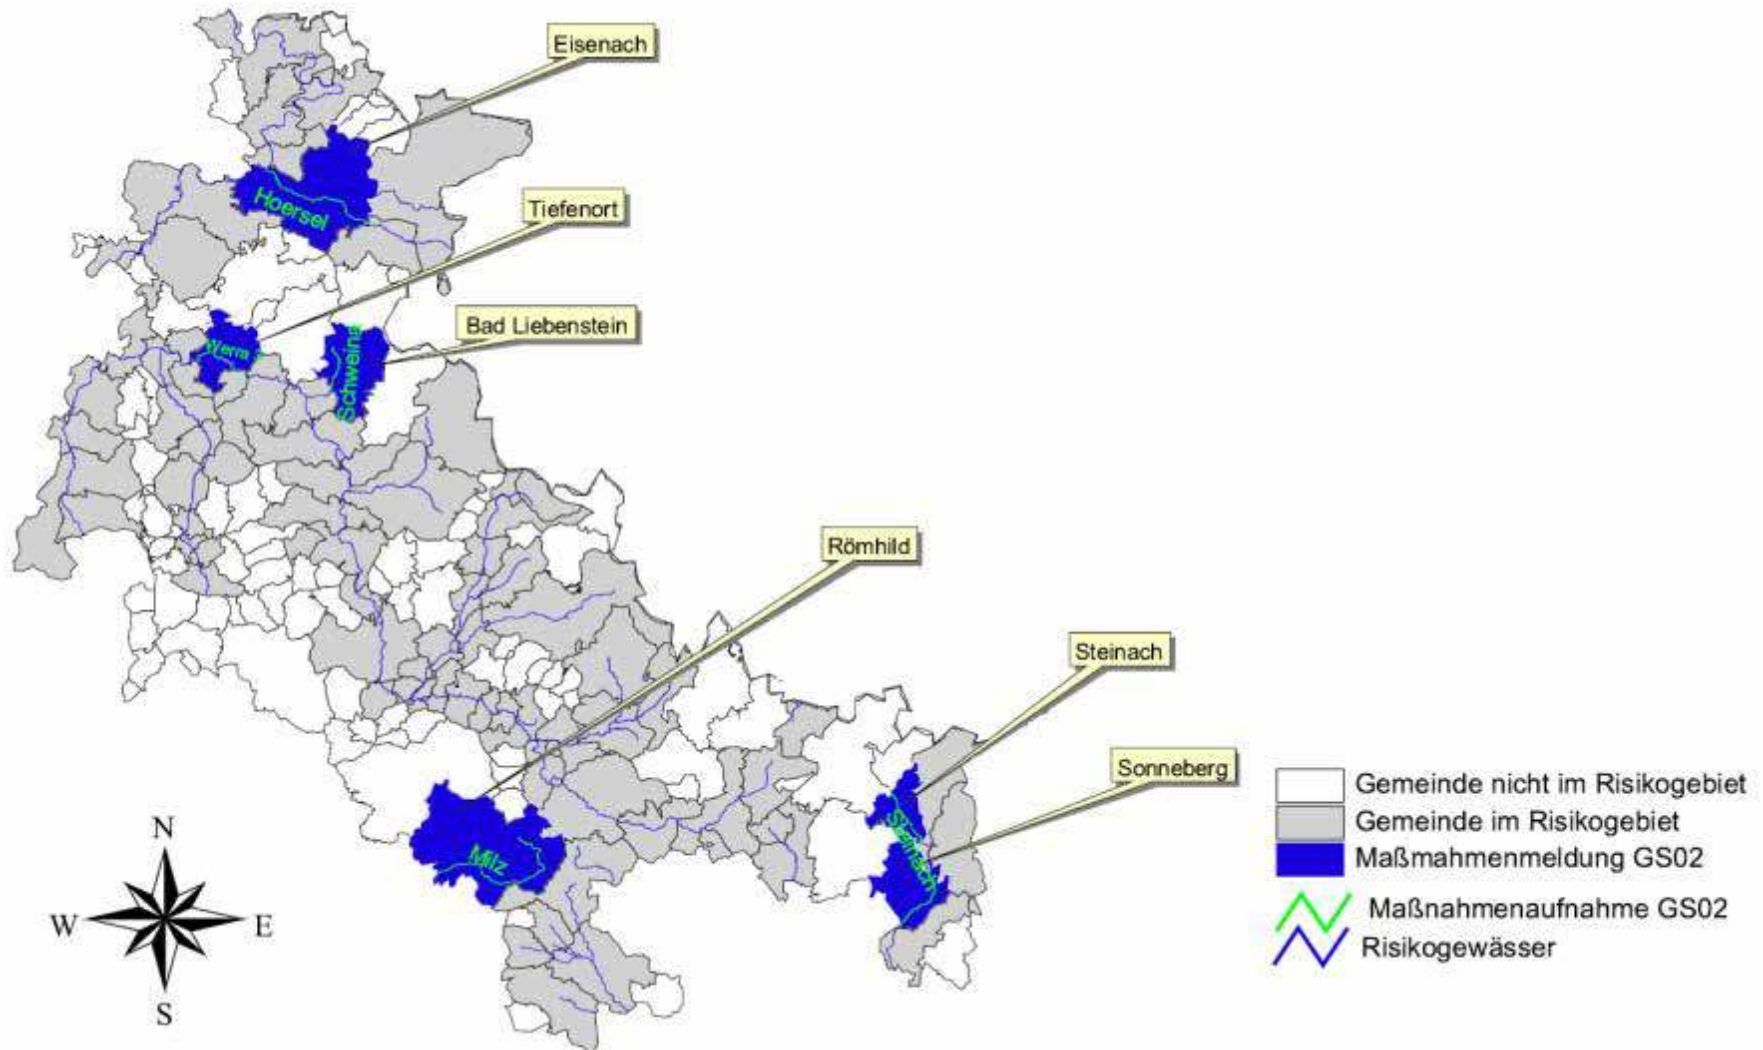 Eisenach
Hoersel
Tiefenort
Bad Liebenstein
Werra
Schweina
Römhild
Steinach
Sonneberg
Steinach
Milz
N
W
E
S
Gemeinde nicht im Risikogebiet
Gemeinde im Risikogebiet
Maßmahmenmeldung GS02
Maßnahmenaufnahme GS02
Risikogewässer